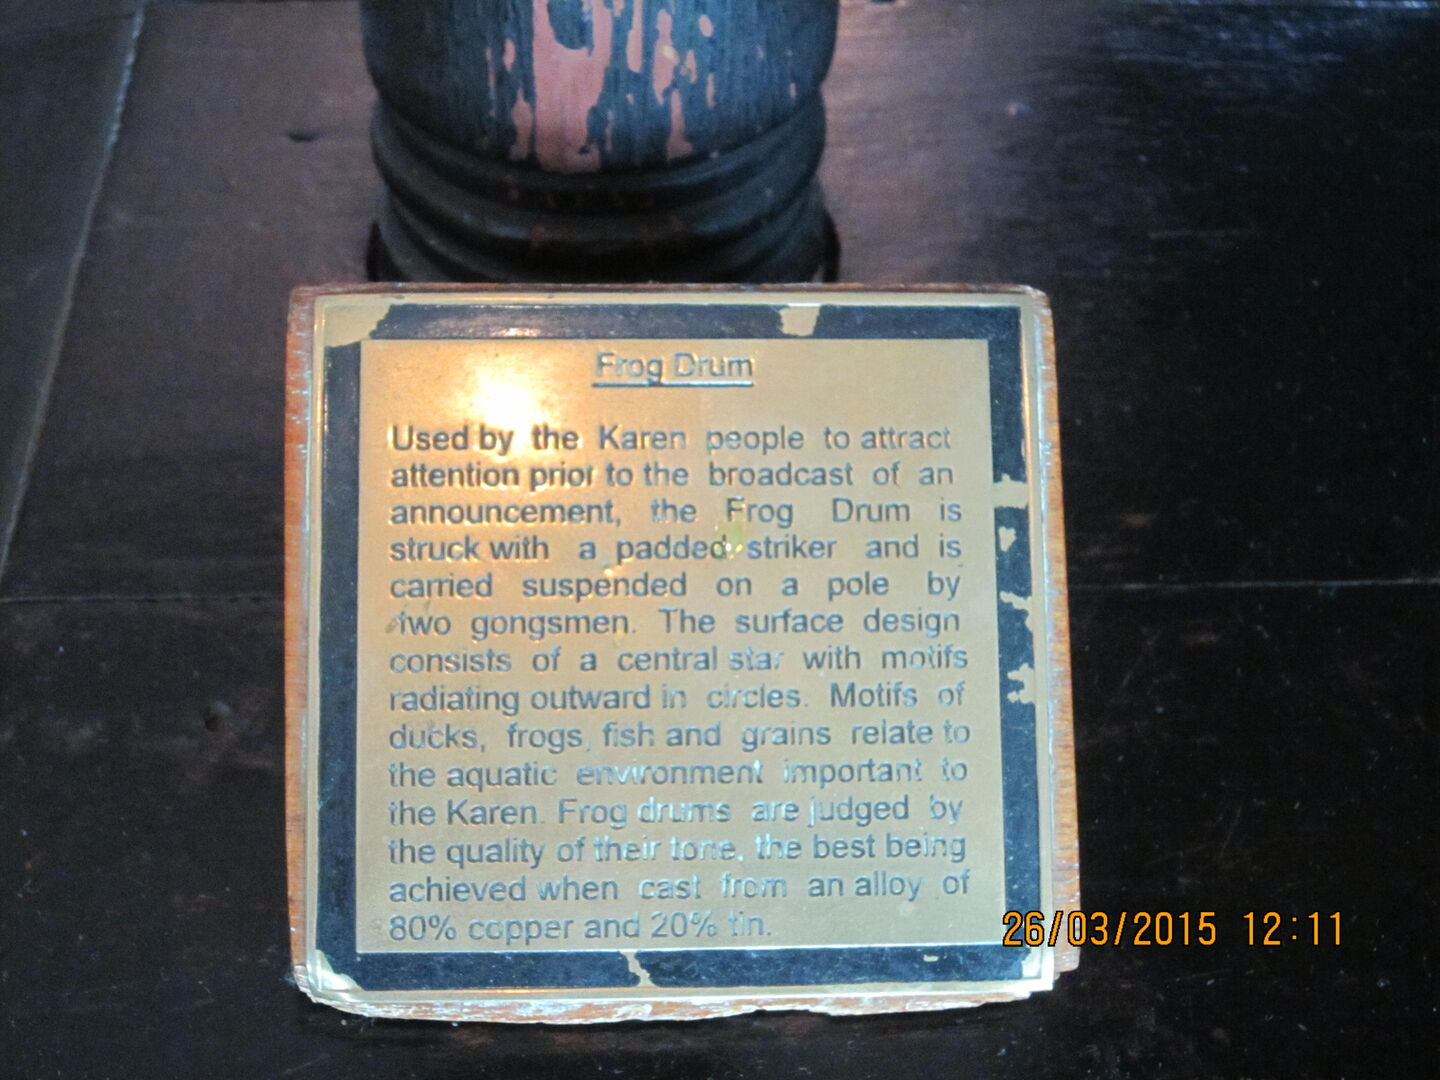 Frog Drum
Used by the Karen people to attract
attention prior to the broadcast of an
announcement, the Frog Drum is
struck with a padded striker and is
carried suspended on a pole by
two gongsmen. The surface design
consists of a central star with motifs
radiating outward in circles. Motifs of
ducks, frogs, fish and grains relate to
the aquatic environment important to
the Karen. Frog drums are judged by
the quality of their tone, the best being
achieved when cast from an alloy of
80% copper and 20% tin.
26/03/2015 12:11